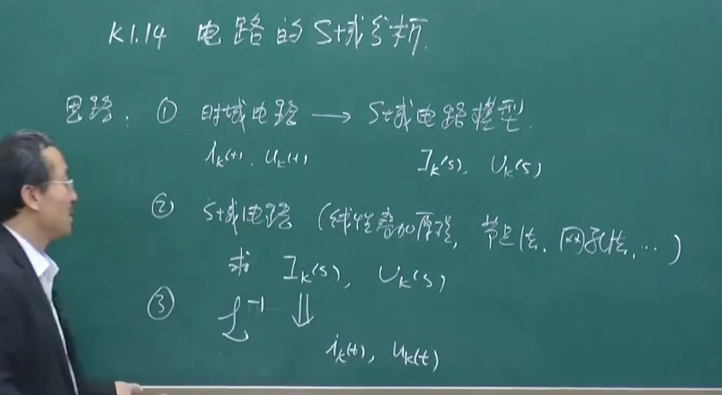 K1.14 电路的S域分析.
思路: ① 时域电路 → S域电路模型.
i_k(t), u_k(t) I_k(s), U_k(s)
② S域电路 (线性叠加原理, 节点法, 网孔法, …)
求 I_k(s), U_k(s)
③ ℒ⁻¹ ⇓
i_k(t), u_k(t)